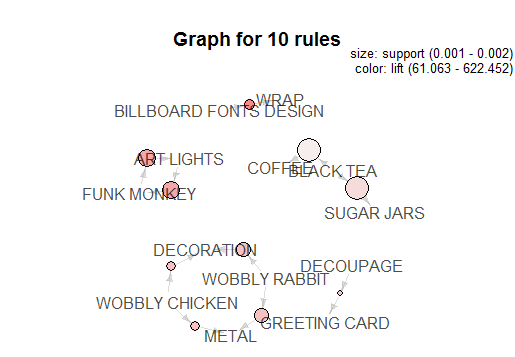 Graph for 10 rules
size: support (0.001 - 0.002)
color: lift (61.063 - 622.452)
WRAP
BILLBOARD FONTS DESIGN
ART LIGHTS
COFFEE
BLACK TEA
FUNK MONKEY
SUGAR JARS
DECORATION
DECOUPAGE
WOBBLY RABBIT
WOBBLY CHICKEN
GREETING CARD
METAL